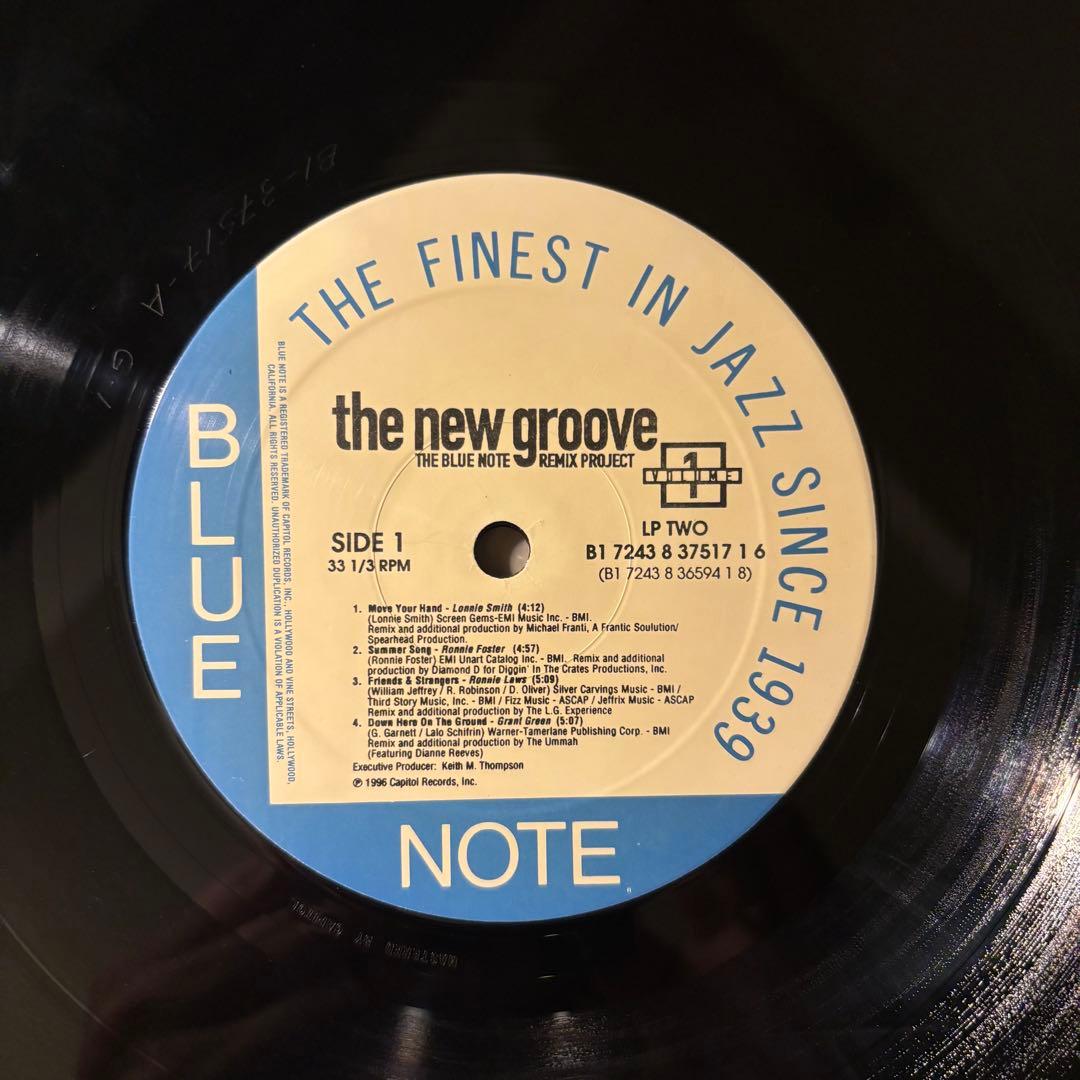 THE FINEST IN JAZZ SINCE 1939
BLUE
NOTE
®
BLUE NOTE IS A REGISTERED TRADEMARK OF CAPITOL RECORDS, INC., HOLLYWOOD AND VINE STREETS, HOLLYWOOD,
CALIFORNIA. ALL RIGHTS RESERVED. UNAUTHORIZED DUPLICATION IS A VIOLATION OF APPLICABLE LAWS.
the new groove
THE BLUE NOTE REMIX PROJECT
1
VOLUME
SIDE 1
33 1/3 RPM
LP TWO
B1 7243 8 37517 1 6
(B1 7243 8 36594 1 8)
1. Move Your Hand - Lonnie Smith (4:12)
(Lonnie Smith) Screen Gems-EMI Music Inc. - BMI.
Remix and additional production by Michael Franti, A Frantic Soulution/
Spearhead Production.
2. Summer Song - Ronnie Foster (4:57)
(Ronnie Foster) EMI Unart Catalog Inc. - BMI. Remix and additional
production by Diamond D for Diggin' In The Crates Productions, Inc.
3. Friends & Strangers - Ronnie Laws (5:09)
(William Jeffrey / R. Robinson / D. Oliver) Silver Carvings Music - BMI /
Third Story Music, Inc. - BMI / Fizz Music - ASCAP / Jeffrix Music - ASCAP
Remix and additional production by The L.G. Experience
4. Down Here On The Ground - Grant Green (5:07)
(G. Garnett / Lalo Schifrin) Warner-Tamerlane Publishing Corp. - BMI
Remix and additional production by The Ummah
(Featuring Dianne Reeves)
Executive Producer: Keith M. Thompson
℗ 1996 Capitol Records, Inc.
B1-37517-A
G1
MASTERED BY CAPITOL